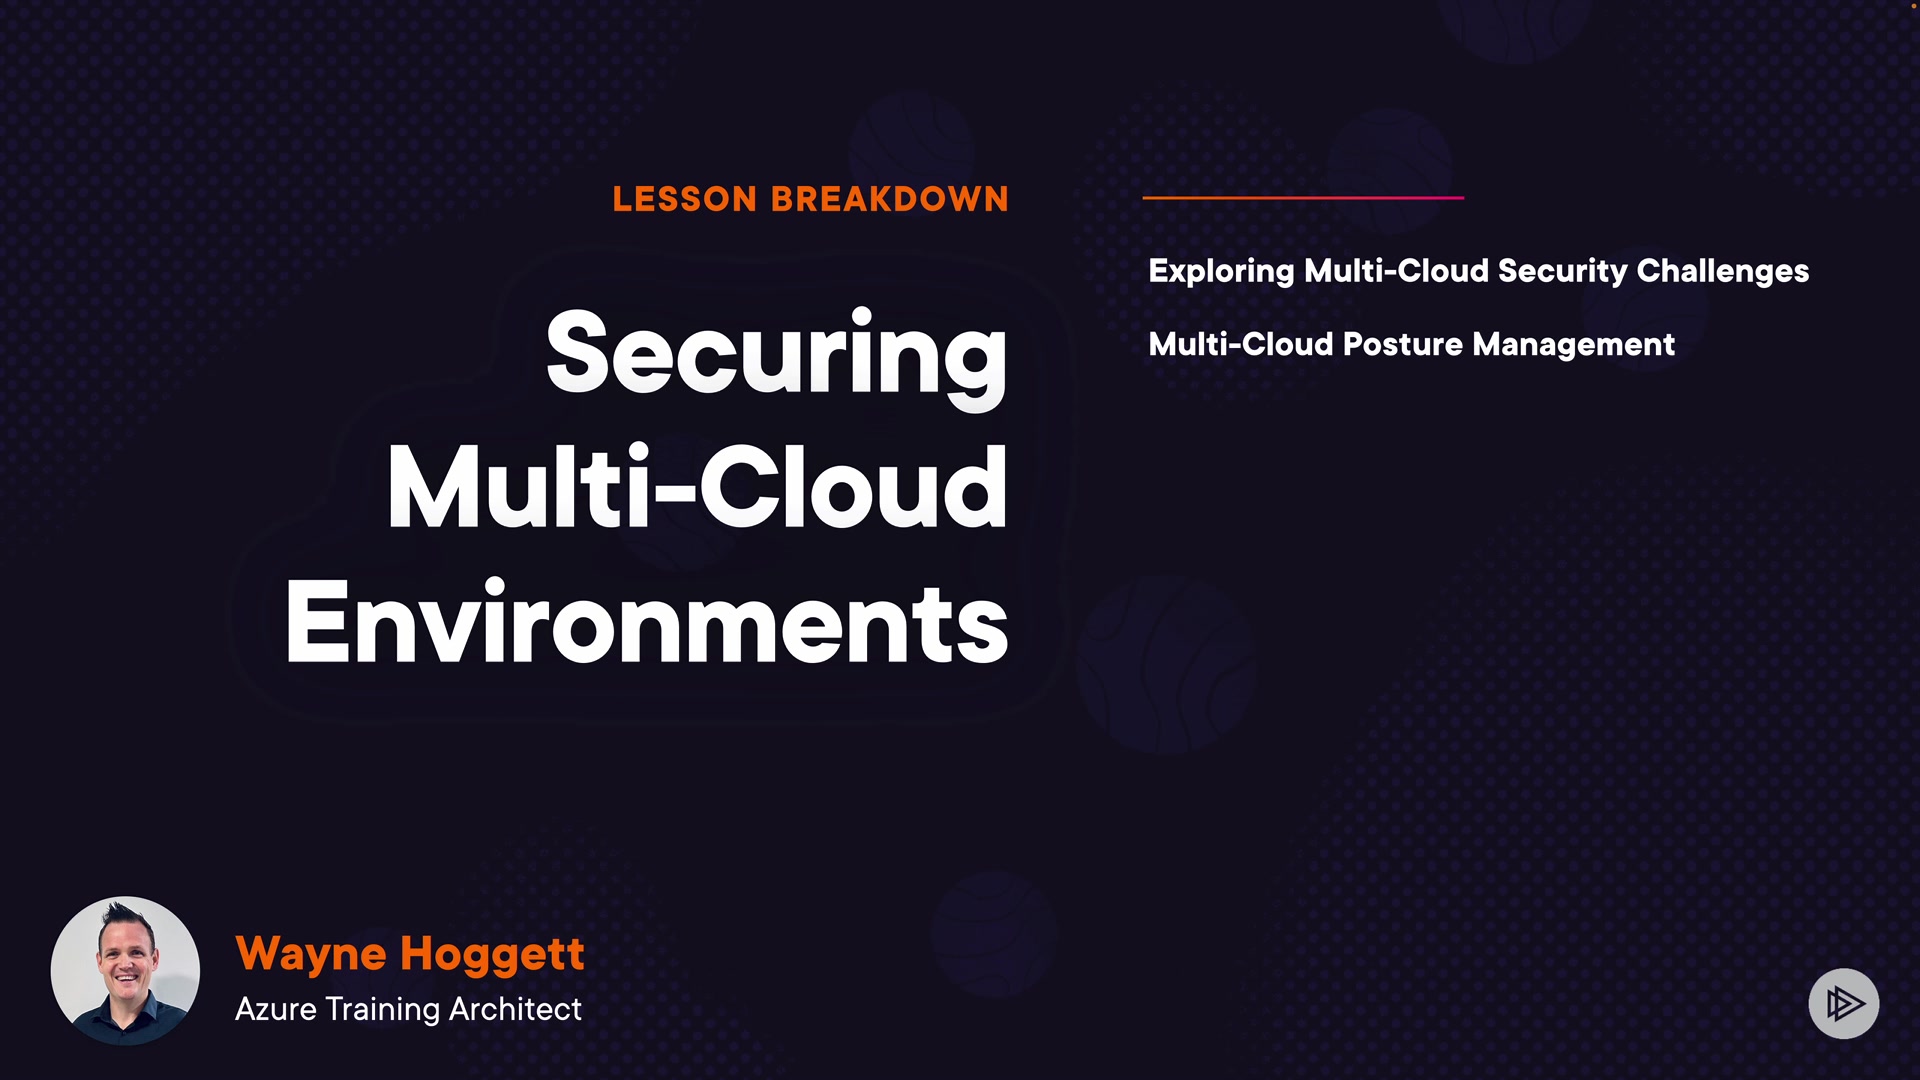 LESSON BREAKDOWN
Securing
Multi-Cloud
Environments
Exploring Multi-Cloud Security Challenges
Multi-Cloud Posture Management
Wayne Hoggett
Azure Training Architect